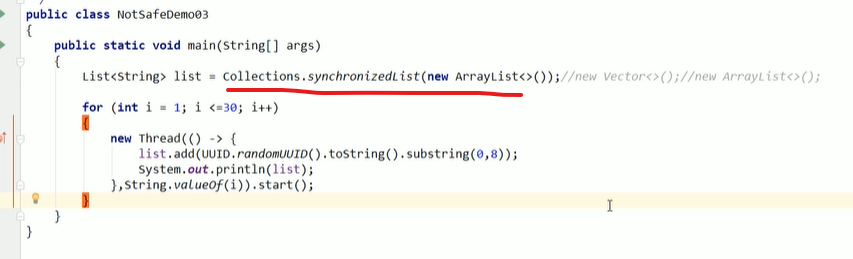 public class NotSafeDemo03
{
    public static void main(String[] args)
    {
        List<String> list = Collections.synchronizedList(new ArrayList<>());//new Vector<>();//new ArrayList<>();
        for (int i = 1; i <=30; i++)
        {
            new Thread(() -> {
                list.add(UUID.randomUUID().toString().substring(0,8));
                System.out.println(list);
            },String.valueOf(i)).start();
        }
    }
}